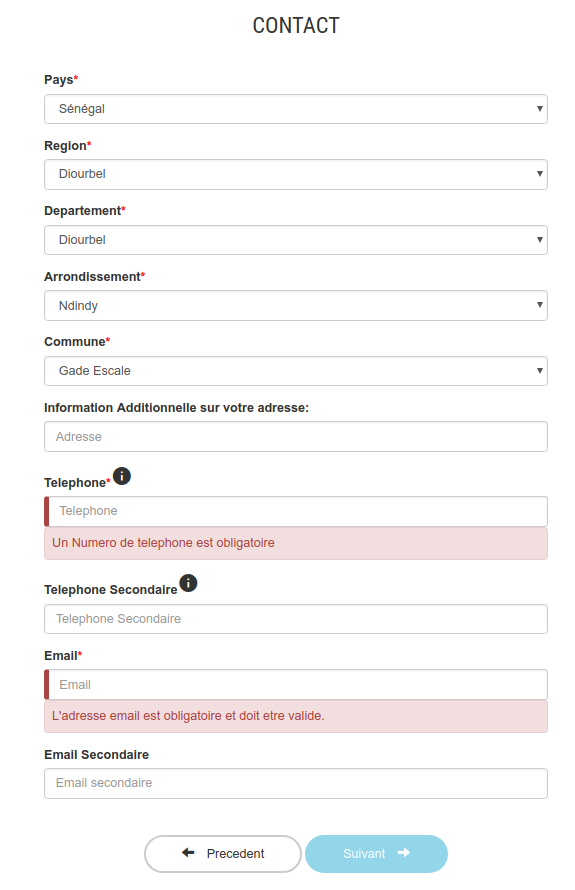 CONTACT
Pays*
Sénégal
Region*
Diourbel
Departement*
Diourbel
Arrondissement*
Ndindy
Commune*
Gade Escale
Information Additionnelle sur votre adresse:
Adresse
Telephone*
Telephone
Un Numero de telephone est obligatoire
Telephone Secondaire
Telephone Secondaire
Email*
Email
L'adresse email est obligatoire et doit etre valide.
Email Secondaire
Email secondaire
Precedent
Suivant